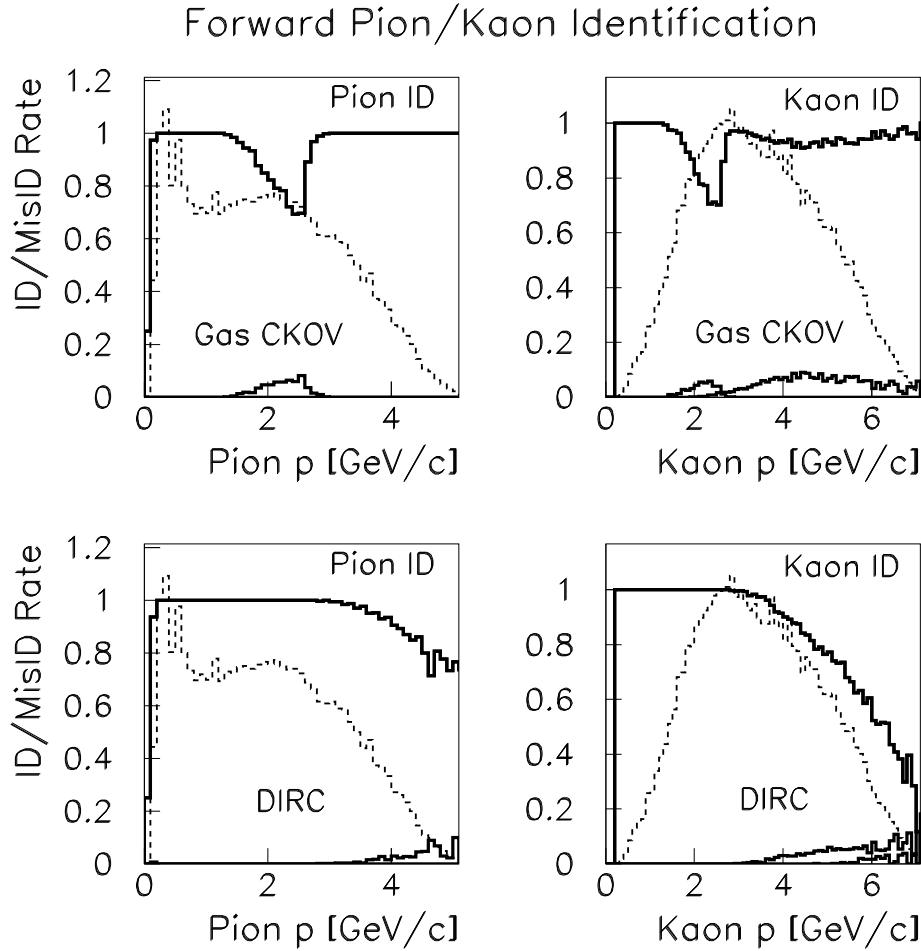 Forward Pion/Kaon Identification
ID/MisID Rate
1.2
1
0.8
0.6
0.4
0.2
0
Pion ID
Gas CKOV
0 2 4
Pion p [GeV/c]
1
0.8
0.6
0.4
0.2
0
Kaon ID
Gas CKOV
0 2 4 6
Kaon p [GeV/c]
ID/MisID Rate
1.2
1
0.8
0.6
0.4
0.2
0
Pion ID
DIRC
0 2 4
Pion p [GeV/c]
1
0.8
0.6
0.4
0.2
0
Kaon ID
DIRC
0 2 4 6
Kaon p [GeV/c]